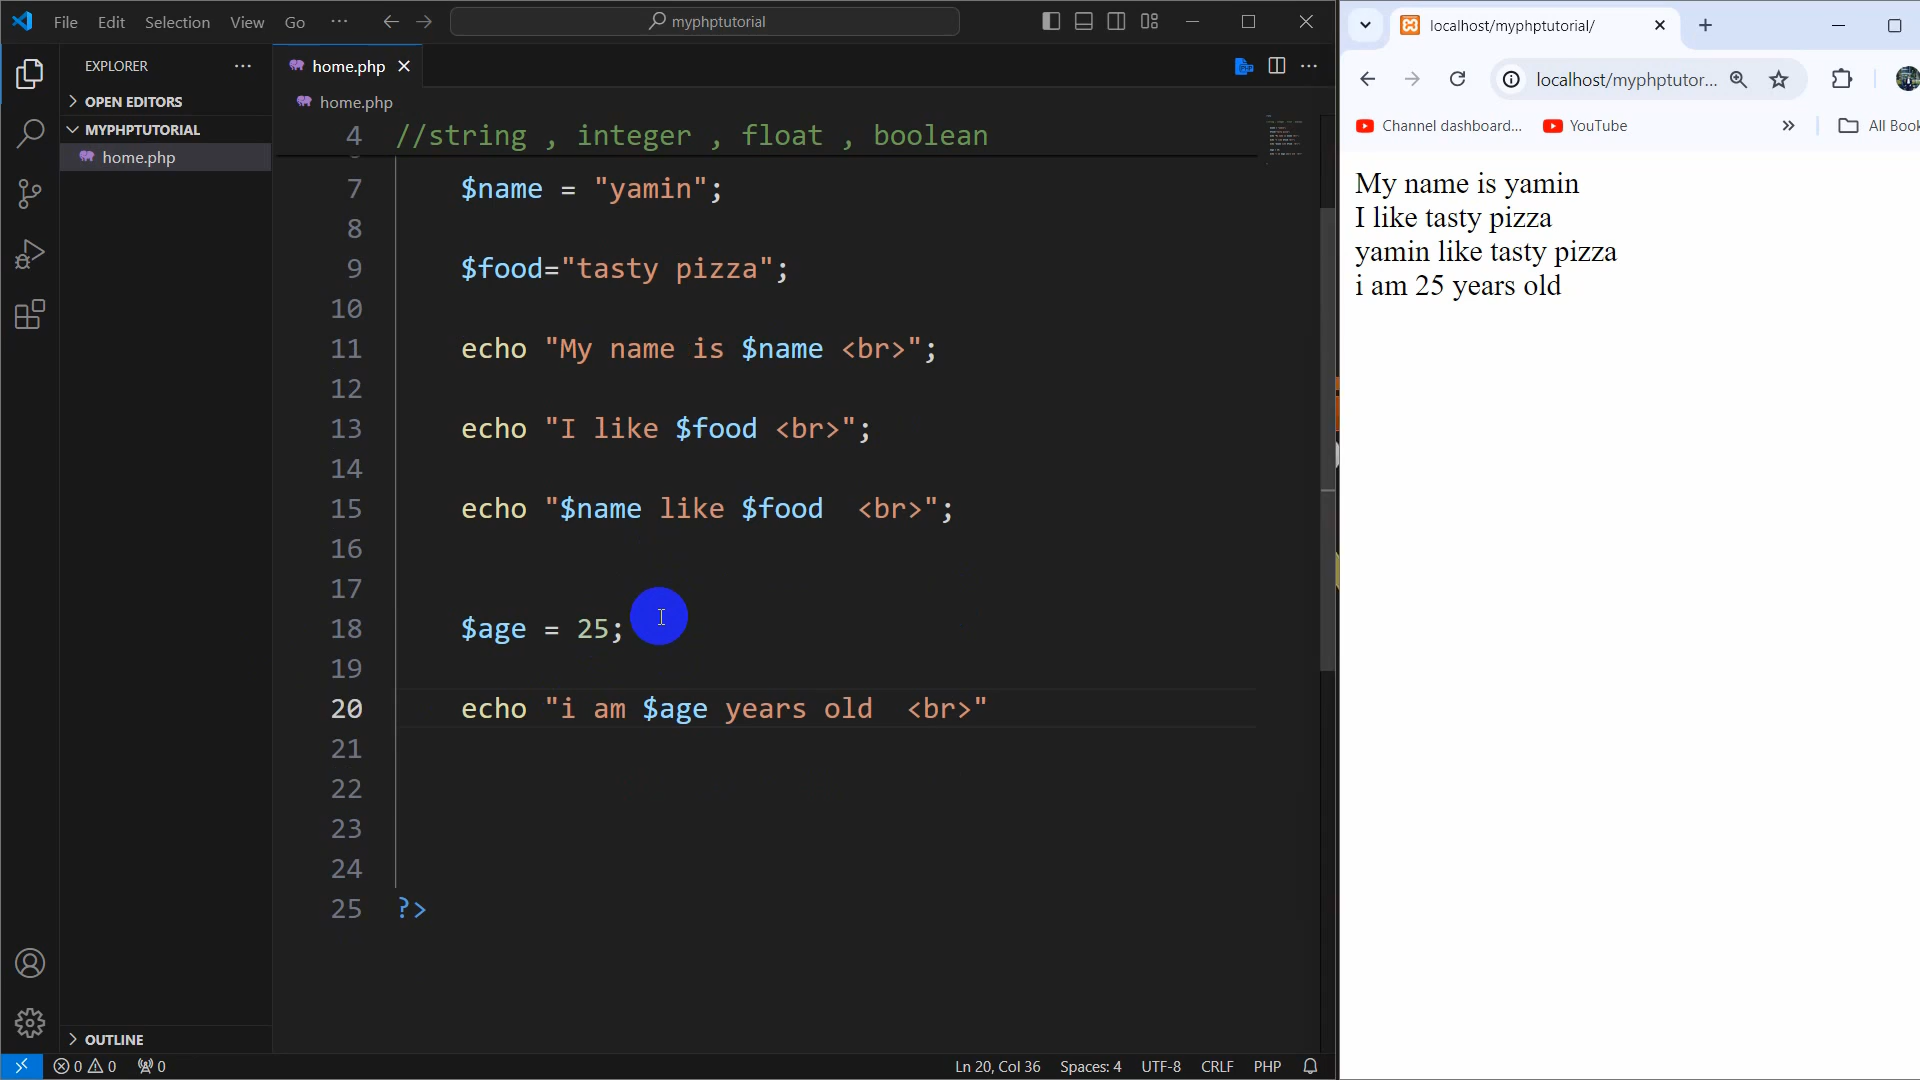 File Edit Selection View Go ···
myphptutorial
EXPLORER
OPEN EDITORS
MYPHPTUTORIAL
home.php
OUTLINE
home.php
home.php
4 //string , integer , float , boolean
7 $name = "yamin";
8
9 $food="tasty pizza";
10
11 echo "My name is $name <br>";
12
13 echo "I like $food <br>";
14
15 echo "$name like $food  <br>";
16
17
18 $age = 25;
19
20 echo "i am $age years old  <br>"
21
22
23
24
25 ?>
0 0 0
Ln 20, Col 36 Spaces: 4 UTF-8 CRLF PHP
localhost/myphptutorial/
localhost/myphptutor...
Channel dashboard... YouTube All Book
My name is yamin
I like tasty pizza
yamin like tasty pizza
i am 25 years old